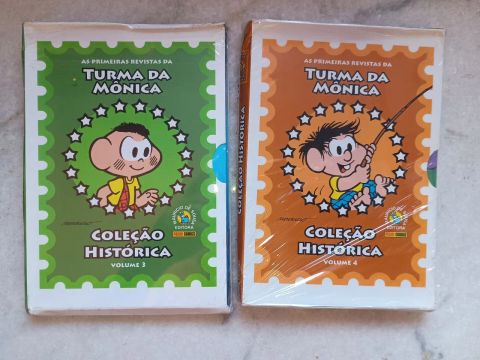 AS PRIMEIRAS REVISTAS DA
TURMA DA
MÔNICA
COLEÇÃO
HISTÓRICA
VOLUME 3
COLEÇÃO HISTÓRICA
AS PRIMEIRAS REVISTAS DA
TURMA DA
MÔNICA
COLEÇÃO
HISTÓRICA
VOLUME 4